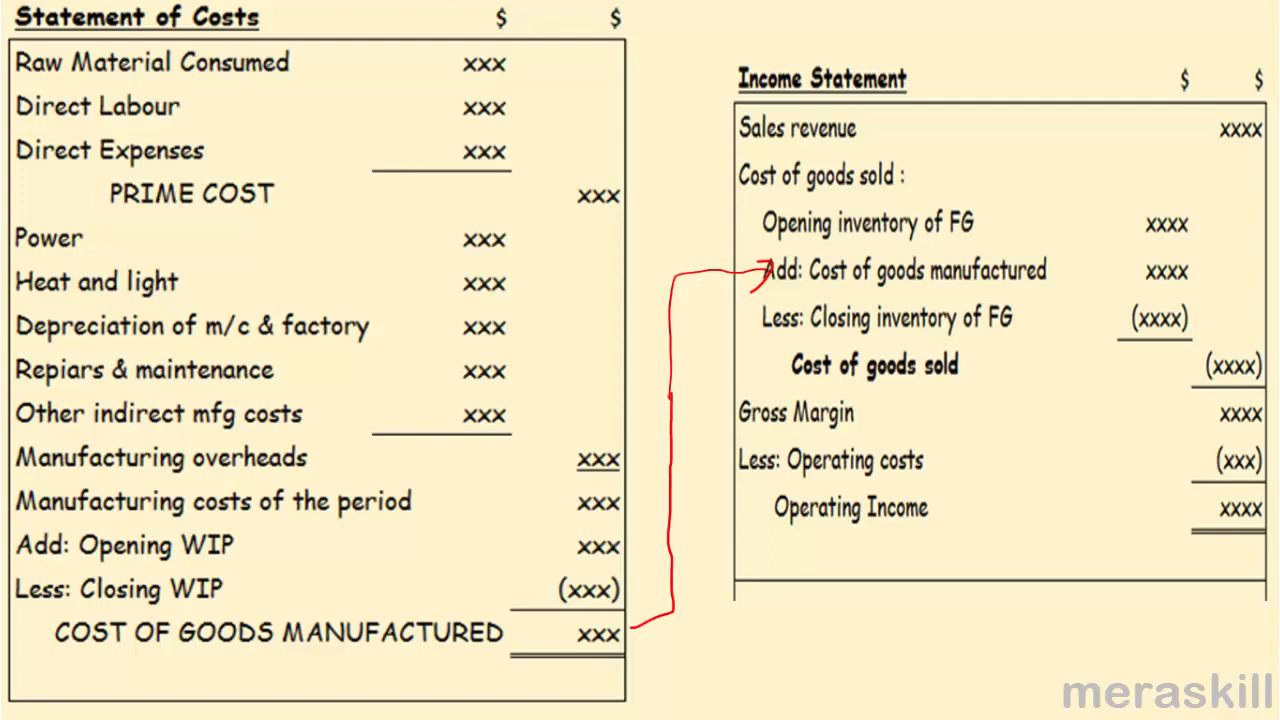 Statement of Costs $ $
Raw Material Consumed xxx
Direct Labour xxx
Direct Expenses xxx
PRIME COST xxx
Power xxx
Heat and light xxx
Depreciation of m/c & factory xxx
Repiars & maintenance xxx
Other indirect mfg costs xxx
Manufacturing overheads xxx
Manufacturing costs of the period xxx
Add: Opening WIP xxx
Less: Closing WIP (xxx)
COST OF GOODS MANUFACTURED xxx
Income Statement $ $
Sales revenue xxxx
Cost of goods sold :
Opening inventory of FG xxxx
Add: Cost of goods manufactured xxxx
Less: Closing inventory of FG (xxxx)
Cost of goods sold (xxxx)
Gross Margin xxxx
Less: Operating costs (xxx)
Operating Income xxxx
meraskill